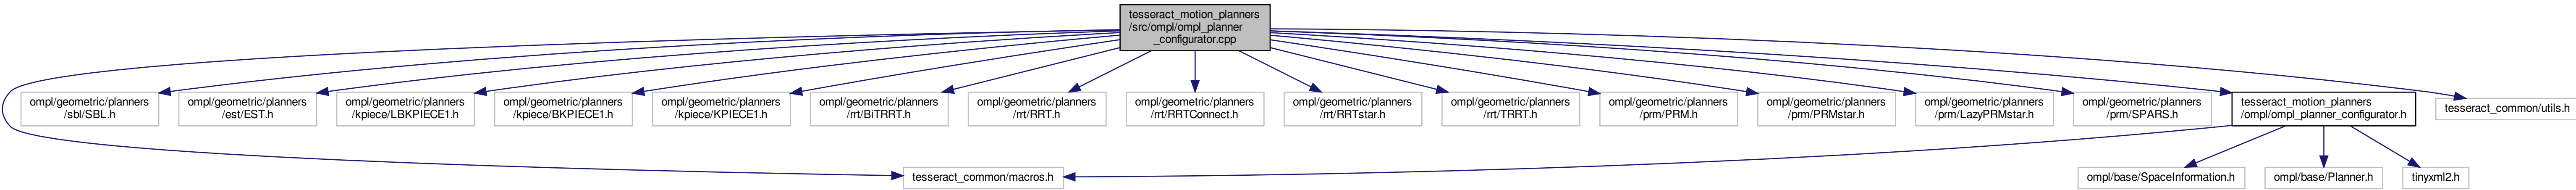 tesseract_motion_planners
/src/ompl/ompl_planner
_configurator.cpp
ompl/geometric/planners
/sbl/SBL.h
ompl/geometric/planners
/est/EST.h
ompl/geometric/planners
/kpiece/LBKPIECE1.h
ompl/geometric/planners
/kpiece/BKPIECE1.h
ompl/geometric/planners
/kpiece/KPIECE1.h
ompl/geometric/planners
/rrt/BiTRRT.h
ompl/geometric/planners
/rrt/RRT.h
ompl/geometric/planners
/rrt/RRTConnect.h
ompl/geometric/planners
/rrt/RRTstar.h
ompl/geometric/planners
/rrt/TRRT.h
ompl/geometric/planners
/prm/PRM.h
ompl/geometric/planners
/prm/PRMstar.h
ompl/geometric/planners
/prm/LazyPRMstar.h
ompl/geometric/planners
/prm/SPARS.h
tesseract_motion_planners
/ompl/ompl_planner_configurator.h
tesseract_common/utils.h
tesseract_common/macros.h
ompl/base/SpaceInformation.h
ompl/base/Planner.h
tinyxml2.h